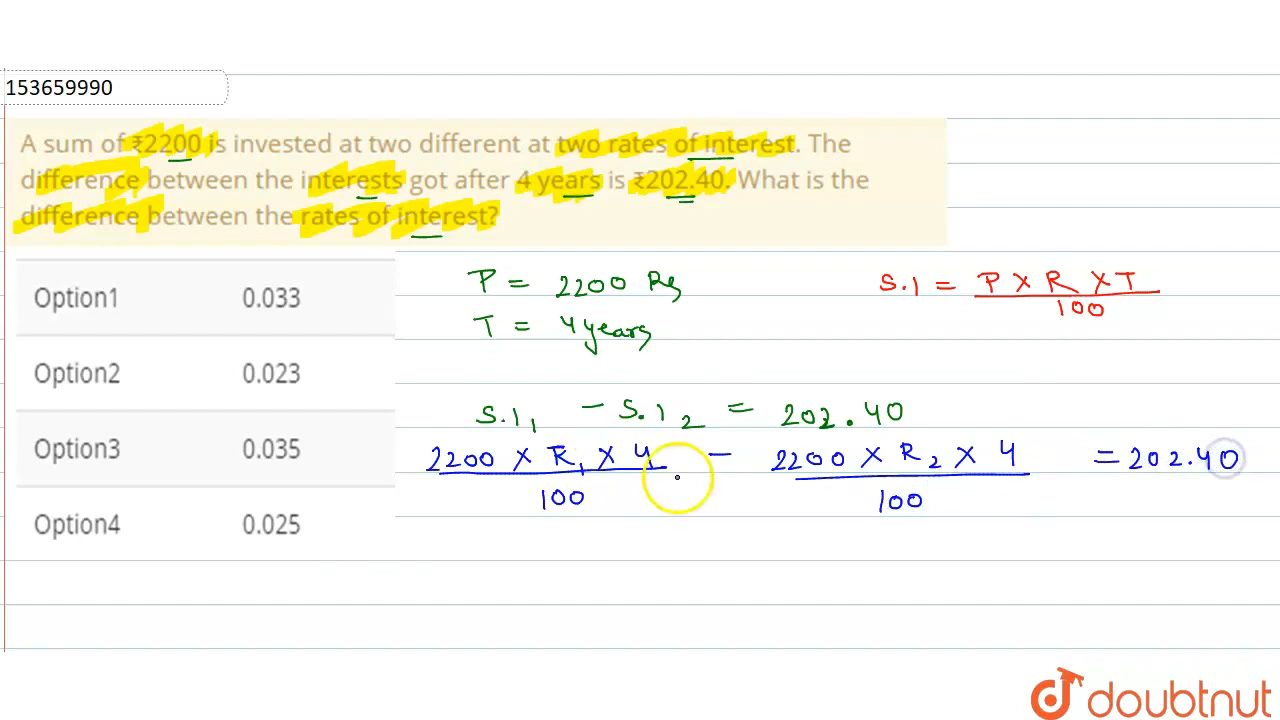 153659990
A sum of ₹2200 is invested at two different at two rates of interest. The
difference between the interests got after 4 years is ₹202.40. What is the
difference between the rates of interest?
Option1 0.033
Option2 0.023
Option3 0.035
Option4 0.025
P = 2200 Rs
T = 4 years
S.I = P × R × T
100
S.I₁ - S.I₂ = 202.40
2200 × R₁ × 4 - 2200 × R₂ × 4 = 202.40
100 100
doubtnut